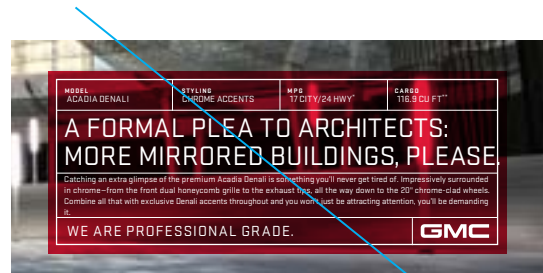 MODEL STYLING MPG CARGO
ACADIA DENALI CHROME ACCENTS 17 CITY/24 HWY* 116.9 CU FT**
A FORMAL PLEA TO ARCHITECTS:
MORE MIRRORED BUILDINGS, PLEASE.
Catching an extra glimpse of the premium Acadia Denali is something you'll never get tired of. Impressively surrounded
in chrome—from the front dual honeycomb grille to the exhaust tips, all the way down to the 20" chrome-clad wheels.
Combine all that with exclusive Denali accents throughout and you won't just be attracting attention, you'll be demanding
it.
WE ARE PROFESSIONAL GRADE. GMC